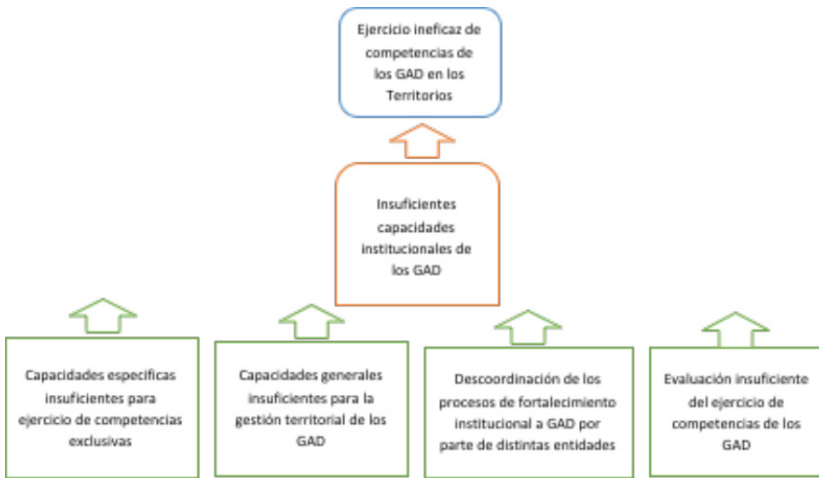 Ejercicio ineficaz de
competencias de
los GAD en los
Territorios
Insuficientes
capacidades
institucionales de
los GAD
Capacidades específicas
insuficientes para
ejercicio de competencias
exclusivas
Capacidades generales
insuficientes para la
gestión territorial de los
GAD
Descoordinación de los
procesos de fortalecimiento
institucional a GAD por
parte de distintas entidades
Evaluación insuficiente
del ejercicio de
competencias de los
GAD